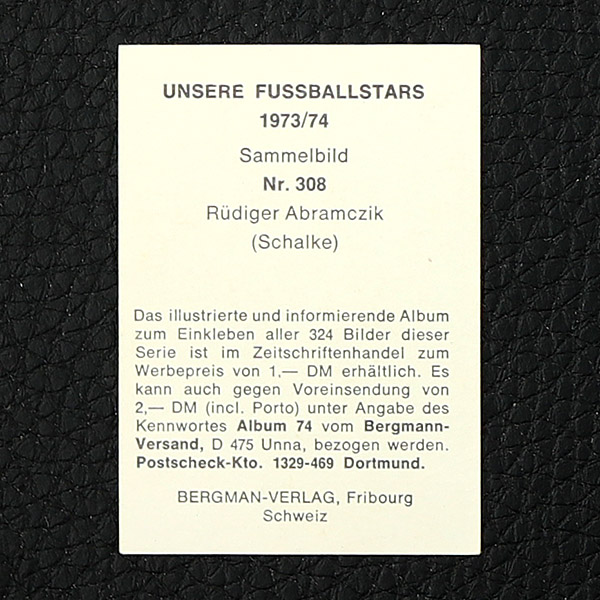 UNSERE FUSSBALLSTARS
1973/74
Sammelbild
Nr. 308
Rüdiger Abramczik
(Schalke)
Das illustrierte und informierende Album
zum Einkleben aller 324 Bilder dieser
Serie ist im Zeitschriftenhandel zum
Werbepreis von 1,— DM erhältlich. Es
kann auch gegen Voreinsendung von
2,— DM (incl. Porto) unter Angabe des
Kennwortes Album 74 vom Bergmann-
Versand, D 475 Unna, bezogen werden.
Postscheck-Kto. 1329-469 Dortmund.
BERGMAN-VERLAG, Fribourg
Schweiz